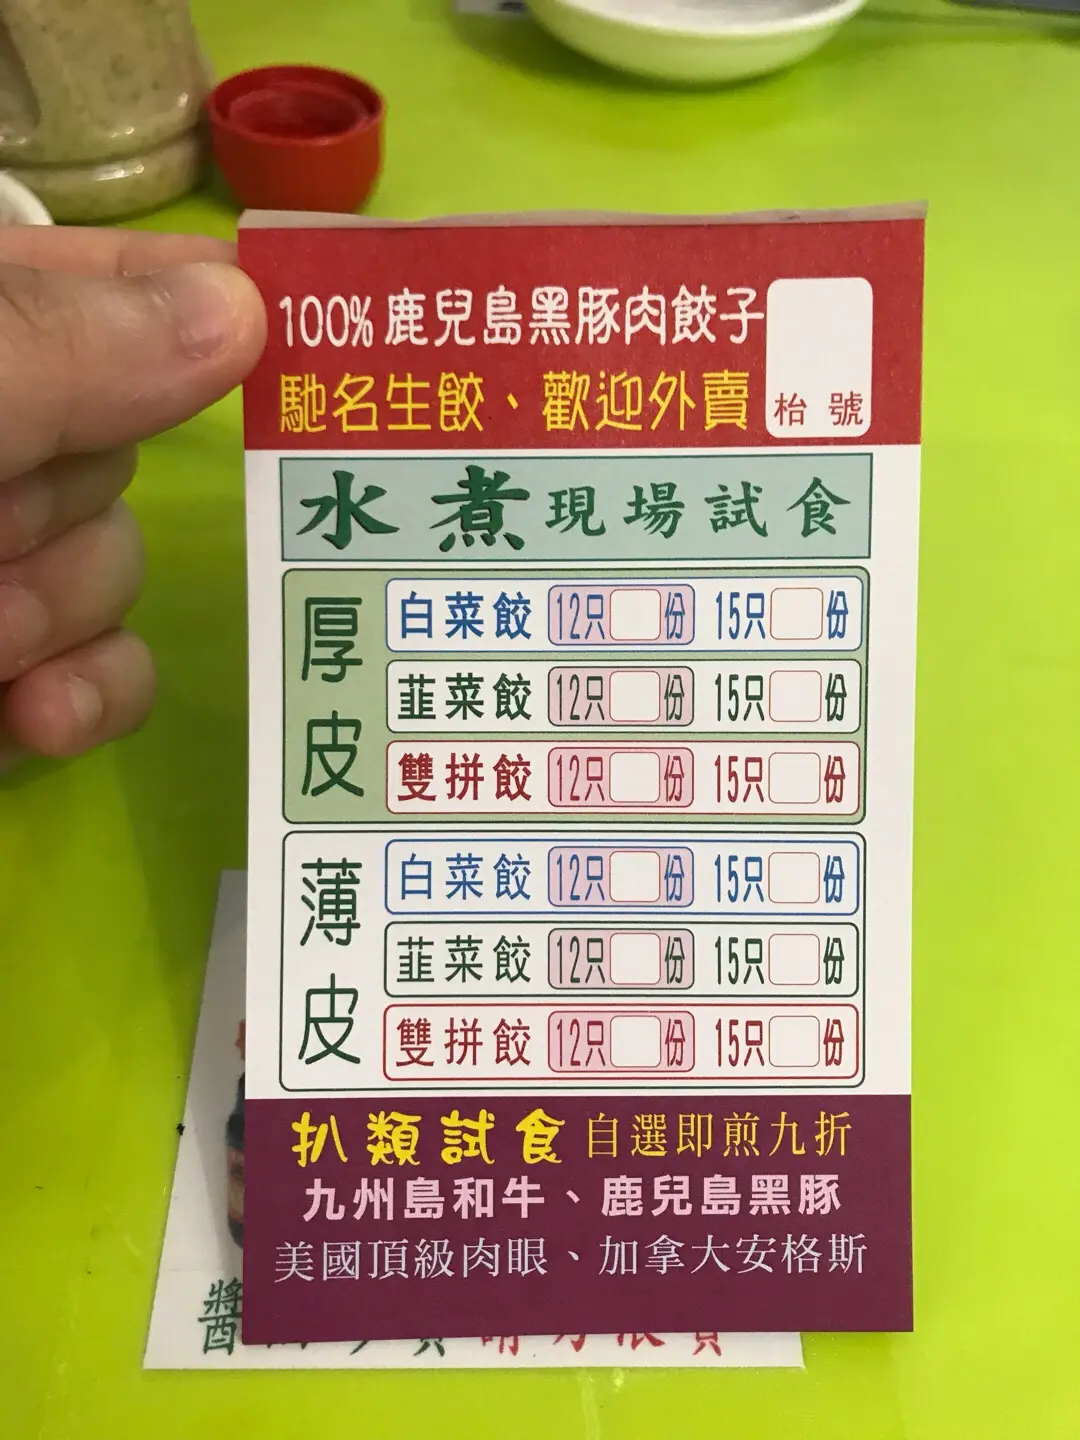 100%鹿兒島黑豚肉餃子
馳名生餃、歡迎外賣
枱號
水煮現場試食
厚皮
白菜餃 12只 份 15只 份
韮菜餃 12只 份 15只 份
雙拼餃 12只 份 15只 份
薄皮
白菜餃 12只 份 15只 份
韮菜餃 12只 份 15只 份
雙拼餃 12只 份 15只 份
扒類試食 自選即煎九折
九州島和牛、鹿兒島黑豚
美國頂級肉眼、加拿大安格斯
醬